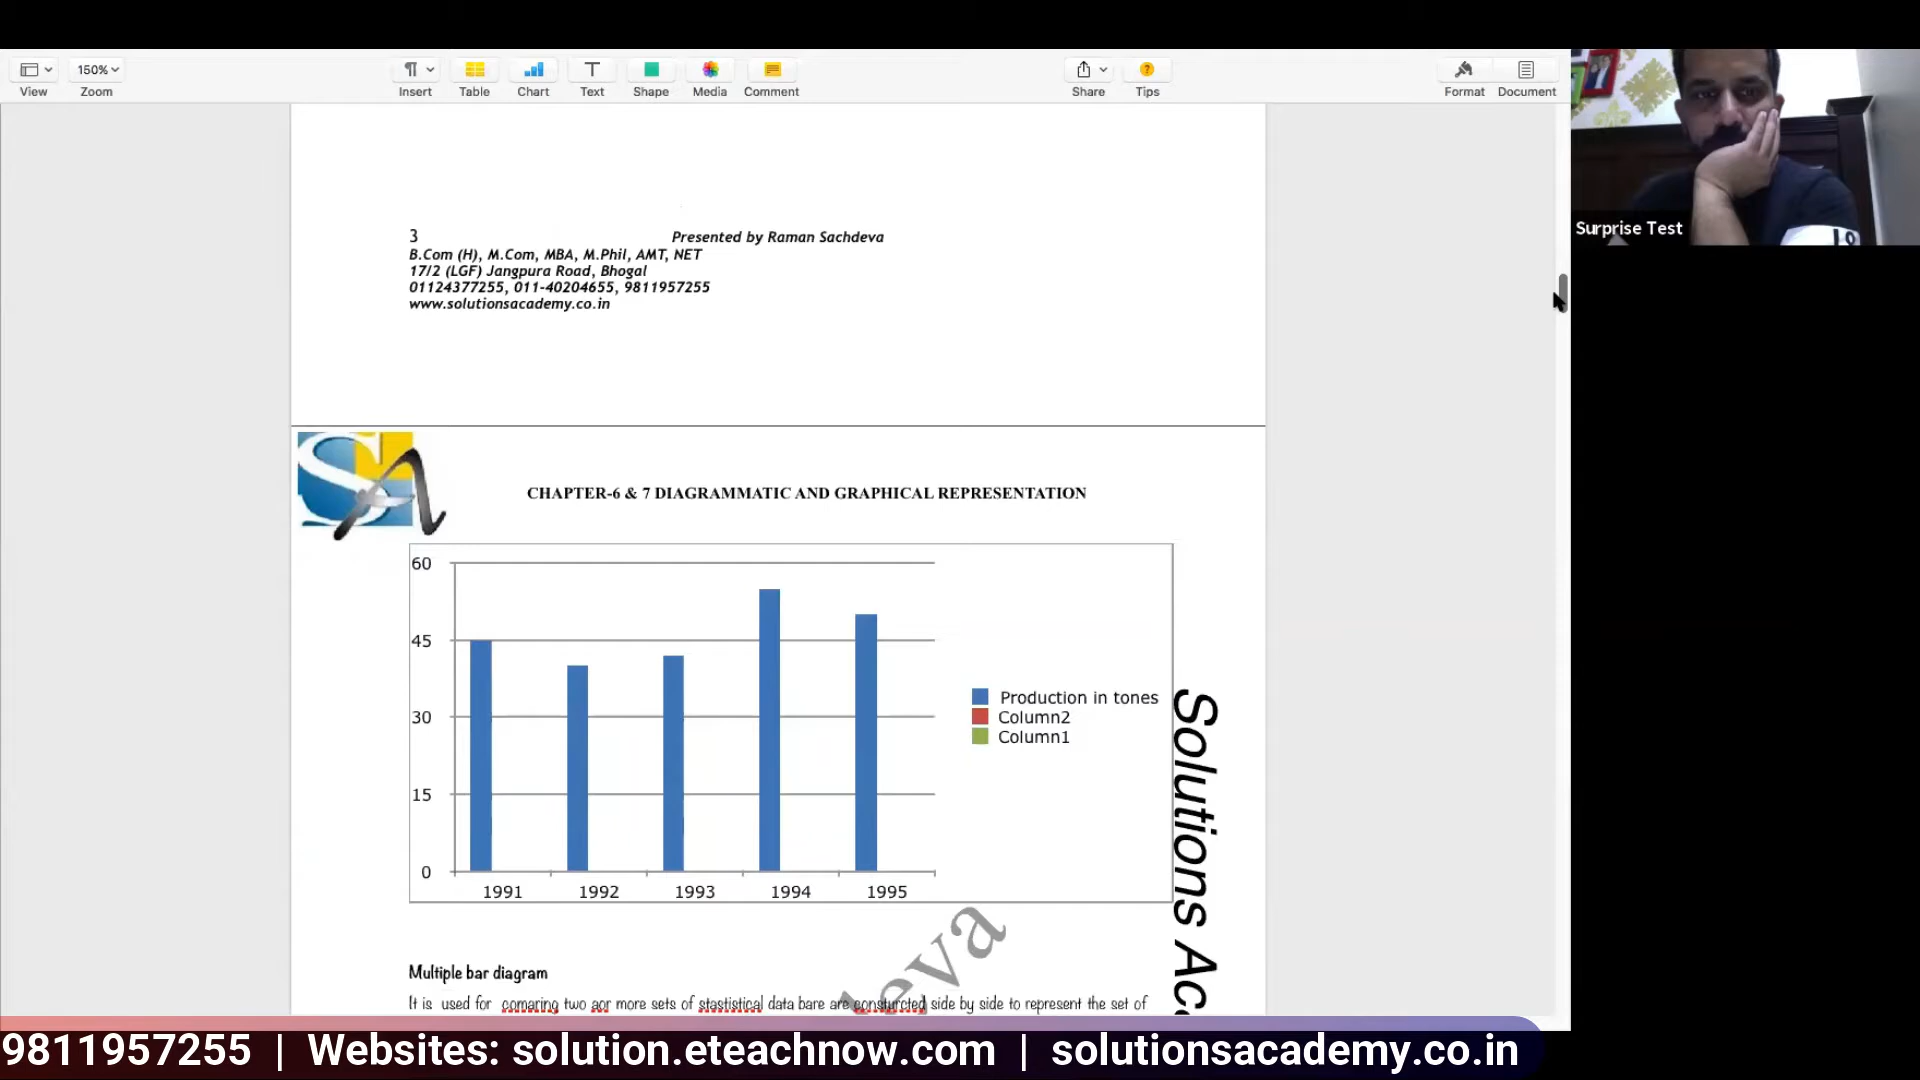 150%
View
Zoom
Insert
Table
Chart
Text
Shape
Media
Comment
Share
Tips
Format
Document
Surprise Test
3 Presented by Raman Sachdeva
B.Com (H), M.Com, MBA, M.Phil, AMT, NET
17/2 (LGF) Jangpura Road, Bhogal
01124377255, 011-40204655, 9811957255
www.solutionsacademy.co.in
SA
CHAPTER-6 & 7 DIAGRAMMATIC AND GRAPHICAL REPRESENTATION
60
45
30
15
0
1991 1992 1993 1994 1995
Production in tones
Column2
Column1
Solutions Ac
deva
Multiple bar diagram
It is used for comaring two aor more sets of stastistical data bare are consturcted side by side to represent the set of
9811957255 | Websites: solution.eteachnow.com | solutionsacademy.co.in